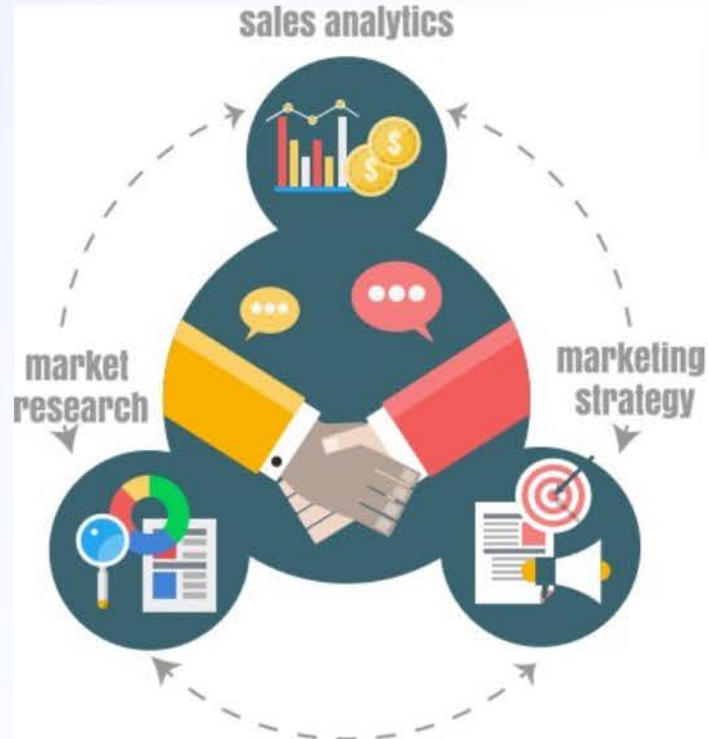 sales analytics
market
research
marketing
strategy
$
$